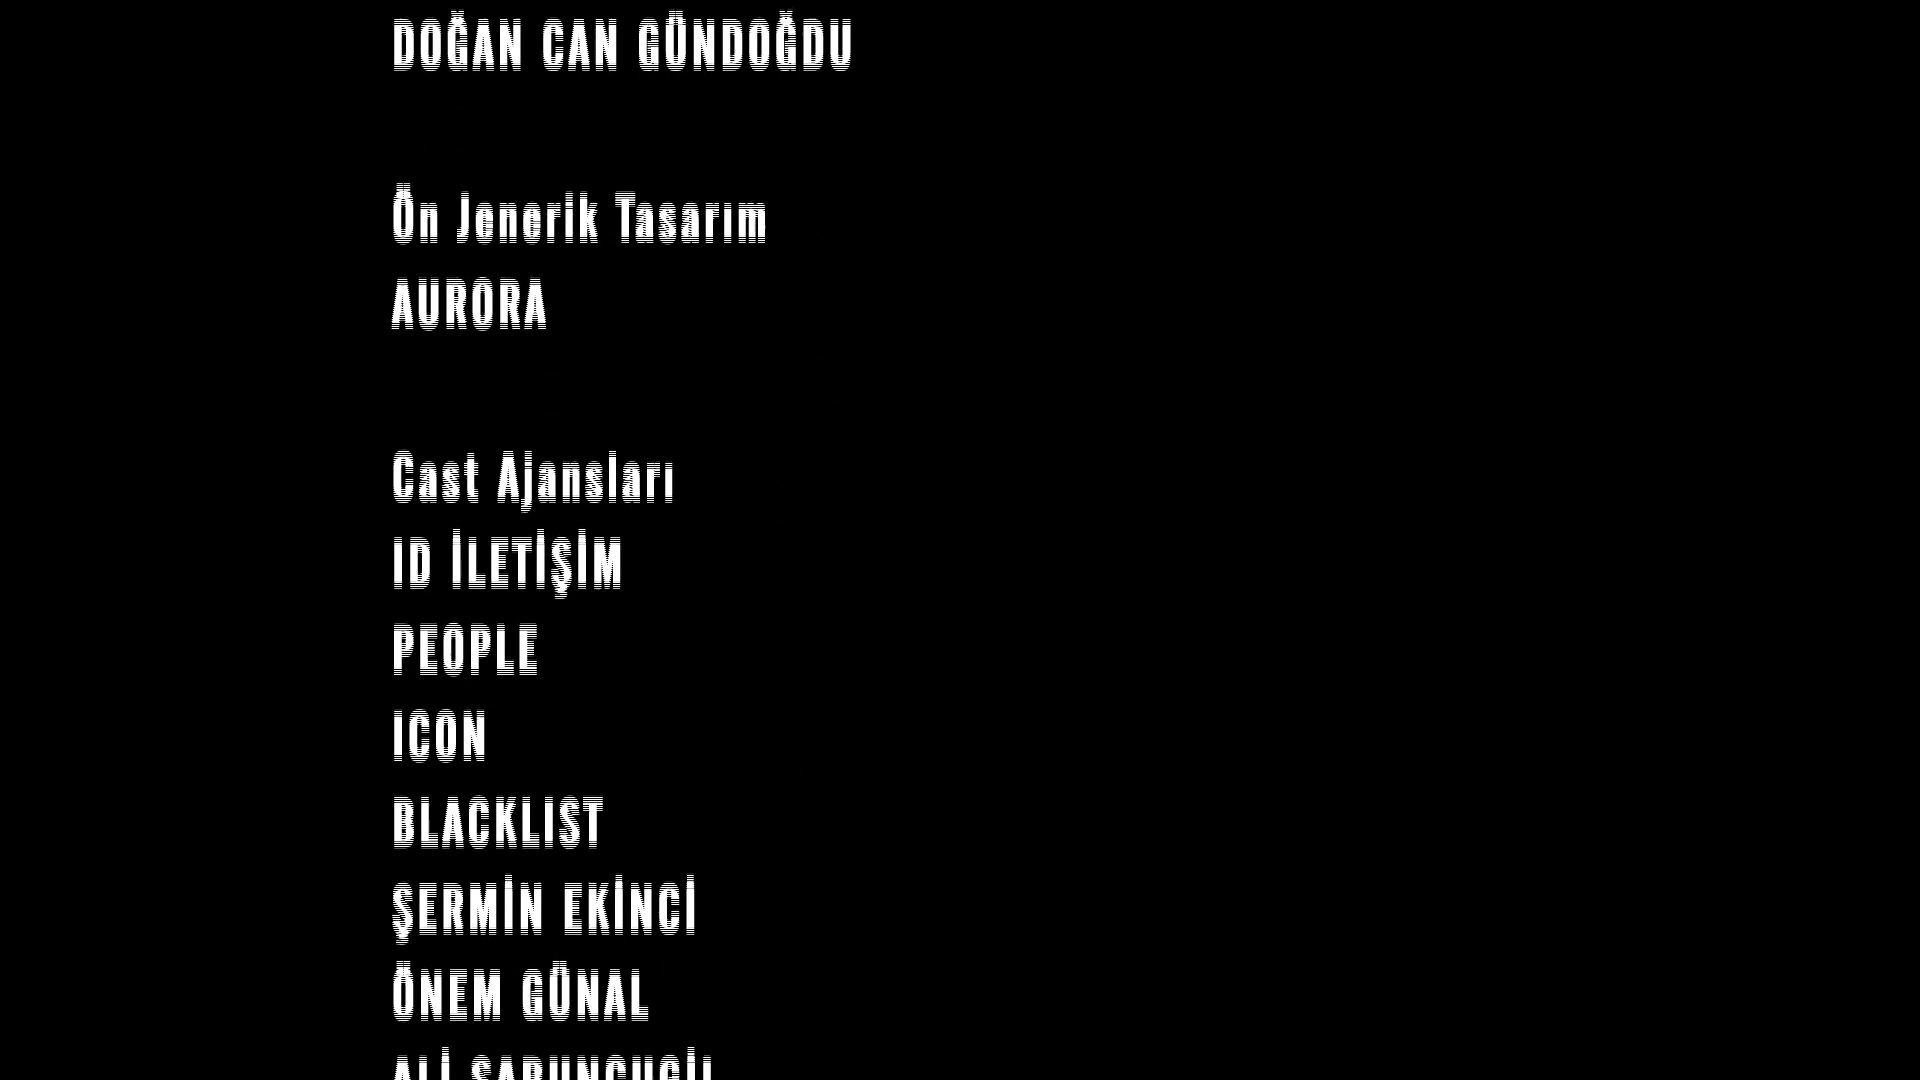 DOĞAN CAN GÜNDOĞDU
Ön Jenerik Tasarım
AURORA
Cast Ajansları
ID İLETİŞİM
PEOPLE
ICON
BLACKLIST
ŞERMİN EKİNCİ
ÖNEM GÜNAL
ALİ